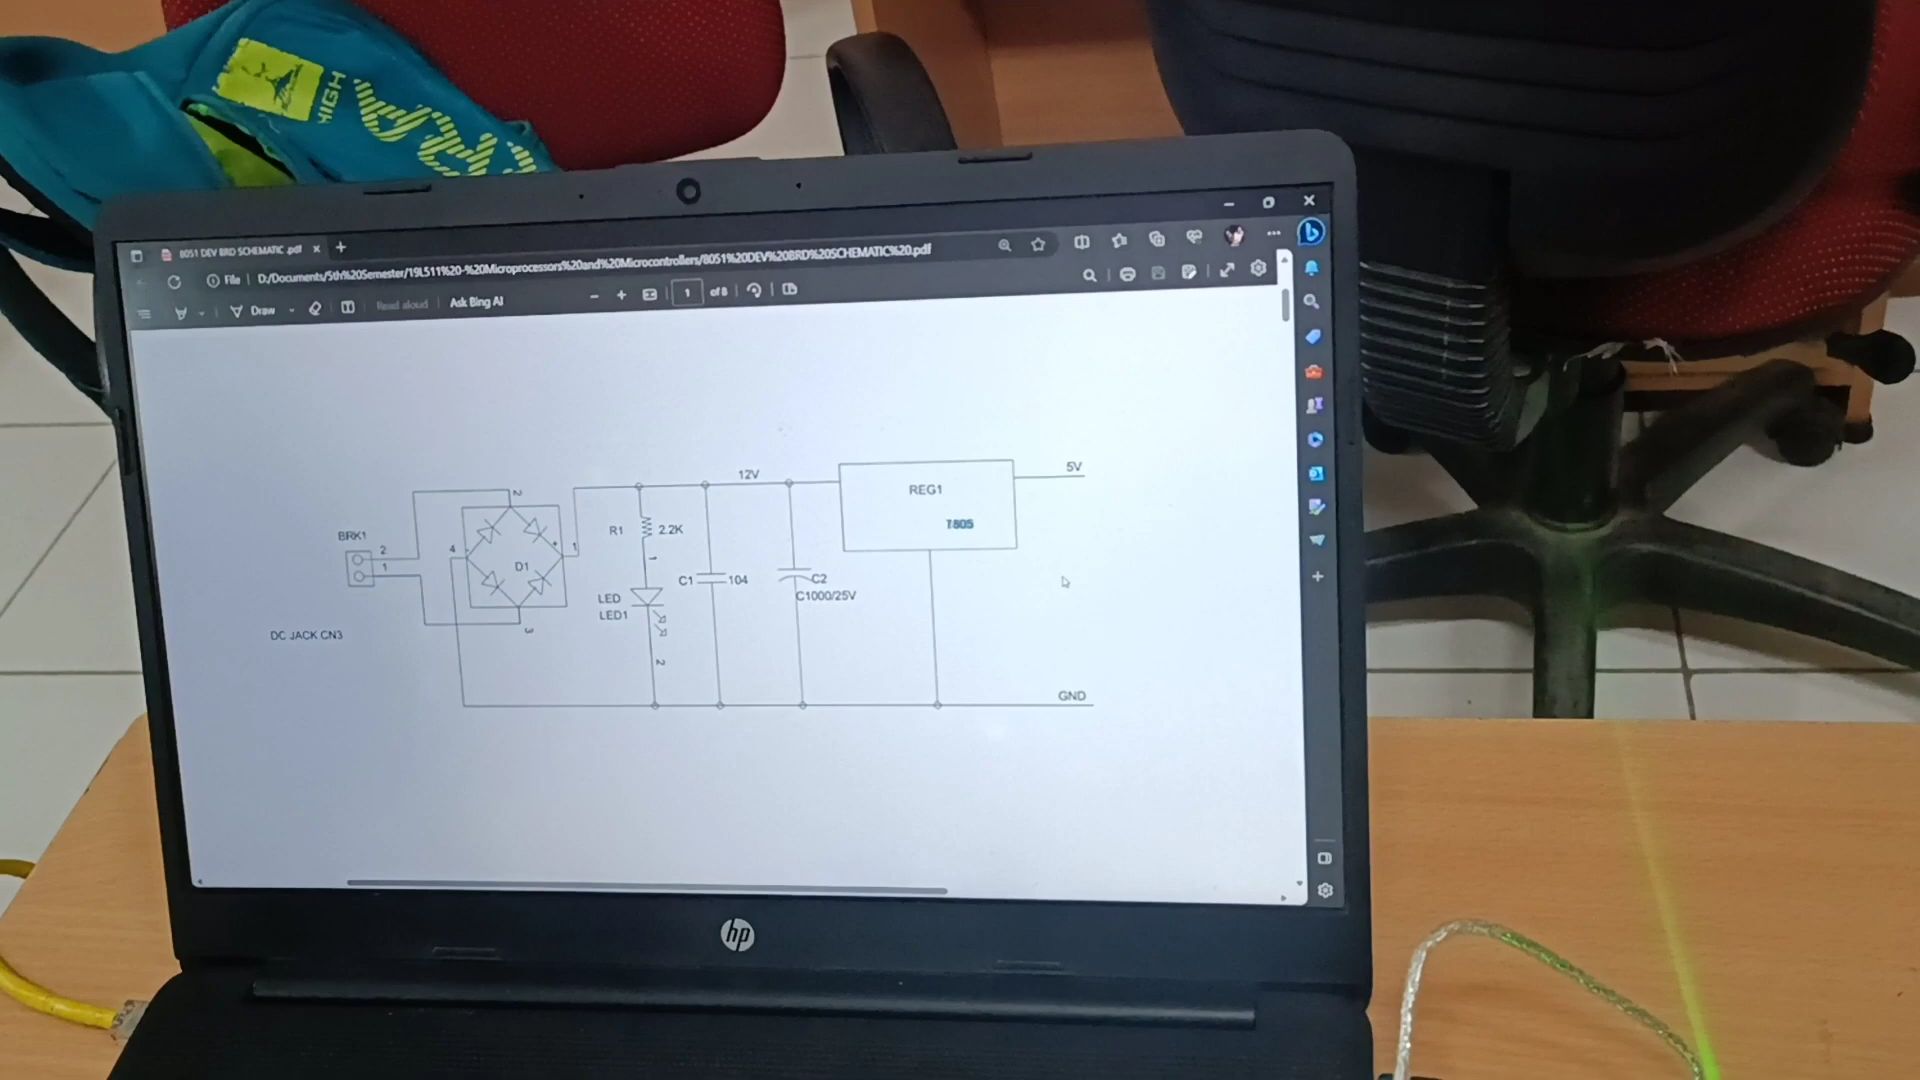 HIGH
8051 DEV BRD SCHEMATIC .pdf
File | D:/Documents/5th%20Semester/19L511%20-%20Microprocessors%20and%20Microcontrollers/8051%20DEV%20BRD%20SCHEMATIC%20.pdf
Draw
Read aloud
Ask Bing AI
1 of 8
12V
5V
REG1
7805
BRK1
2
1
2
4
1
3
D1
R1
2.2K
1
LED
LED1
2
C1
104
C2
C1000/25V
DC JACK CN3
GND
hp